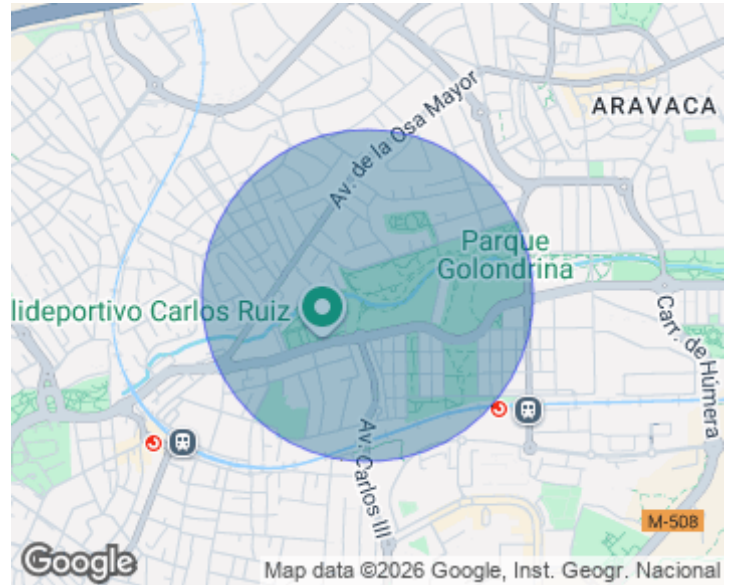 ARAVACA
Av. de la Osa Mayor
Parque
Golondrina
lideportivo Carlos Ruiz
Carr. de Húmera
Av. Carlos III
M-508
Google
Map data ©2026 Google, Inst. Geogr. Nacional